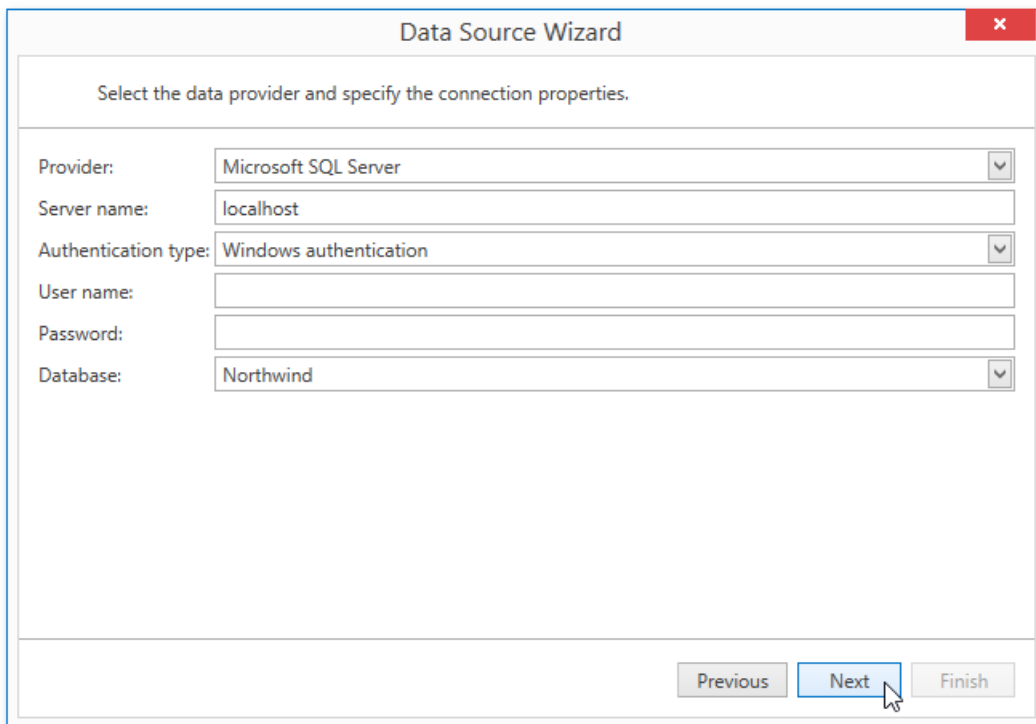 Data Source Wizard
Select the data provider and specify the connection properties.
Provider: Microsoft SQL Server
Server name: localhost
Authentication type: Windows authentication
User name:
Password:
Database: Northwind
Previous Next Finish